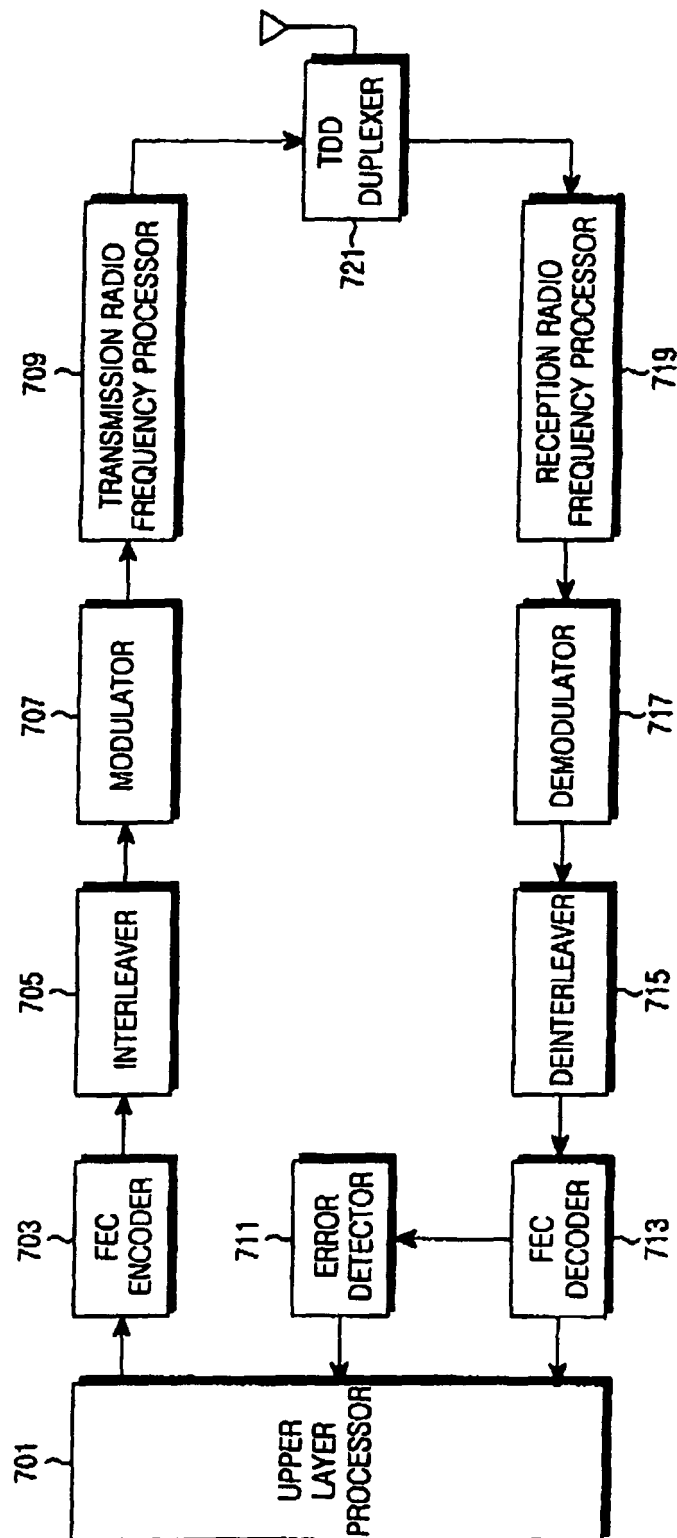 701
UPPER
LAYER
PROCESSOR
703
FEC
ENCODER
705
INTERLEAVER
707
MODULATOR
709
TRANSMISSION RADIO
FREQUENCY PROCESSOR
711
ERROR
DETECTOR
721
TDD
DUPLEXER
FEC
DECODER
713
DEINTERLEAVER
715
DEMODULATOR
717
RECEPTION RADIO
FREQUENCY PROCESSOR
719